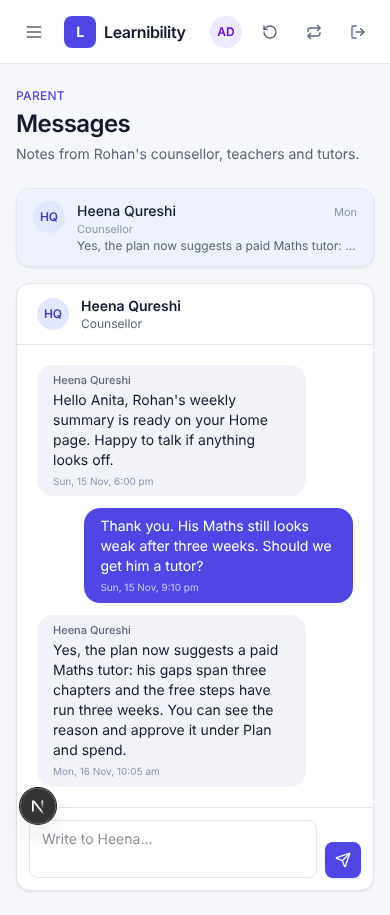 L Learnibility AD
PARENT
Messages
Notes from Rohan's counsellor, teachers and tutors.
HQ
Heena Qureshi Mon
Counsellor
Yes, the plan now suggests a paid Maths tutor: ...
HQ
Heena Qureshi
Counsellor
Heena Qureshi
Hello Anita, Rohan's weekly
summary is ready on your Home
page. Happy to talk if anything
looks off.
Sun, 15 Nov, 6:00 pm
Thank you. His Maths still looks
weak after three weeks. Should we
get him a tutor?
Sun, 15 Nov, 9:10 pm
Heena Qureshi
Yes, the plan now suggests a paid
Maths tutor: his gaps span three
chapters and the free steps have
run three weeks. You can see the
reason and approve it under Plan
and spend.
Mon, 16 Nov, 10:05 am
N
Write to Heena...